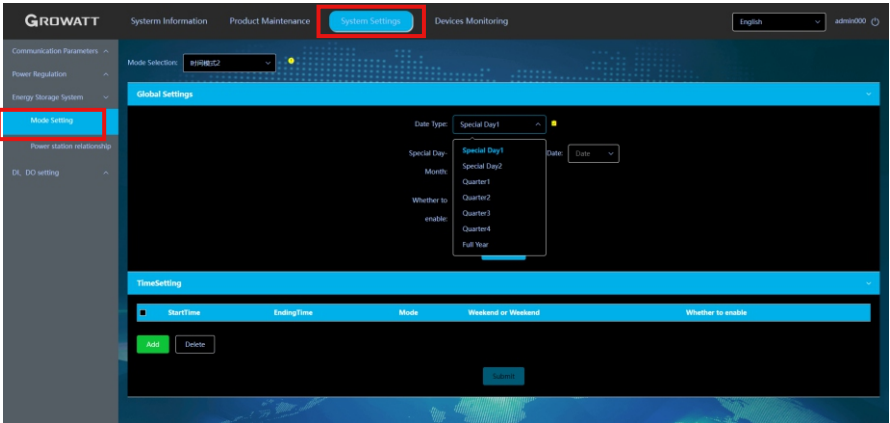 GROWATT
Systerm Information
Product Maintenance
System Settings
Devices Monitoring
English
admin000
Communication Parameters
Power Regulation
Energy Storage System
Mode Setting
Power station relationship
DI, DO setting
Mode Selection: 时间模式2
Global Settings
Date Type: Special Day1
Special Day-
Month:
Date: Date
Whether to
enable:
Special Day1
Special Day2
Quarter1
Quarter2
Quarter3
Quarter4
Full Year
TimeSetting
StartTime EndingTime Mode Weekend or Weekend Whether to enable
Add Delete
Submit